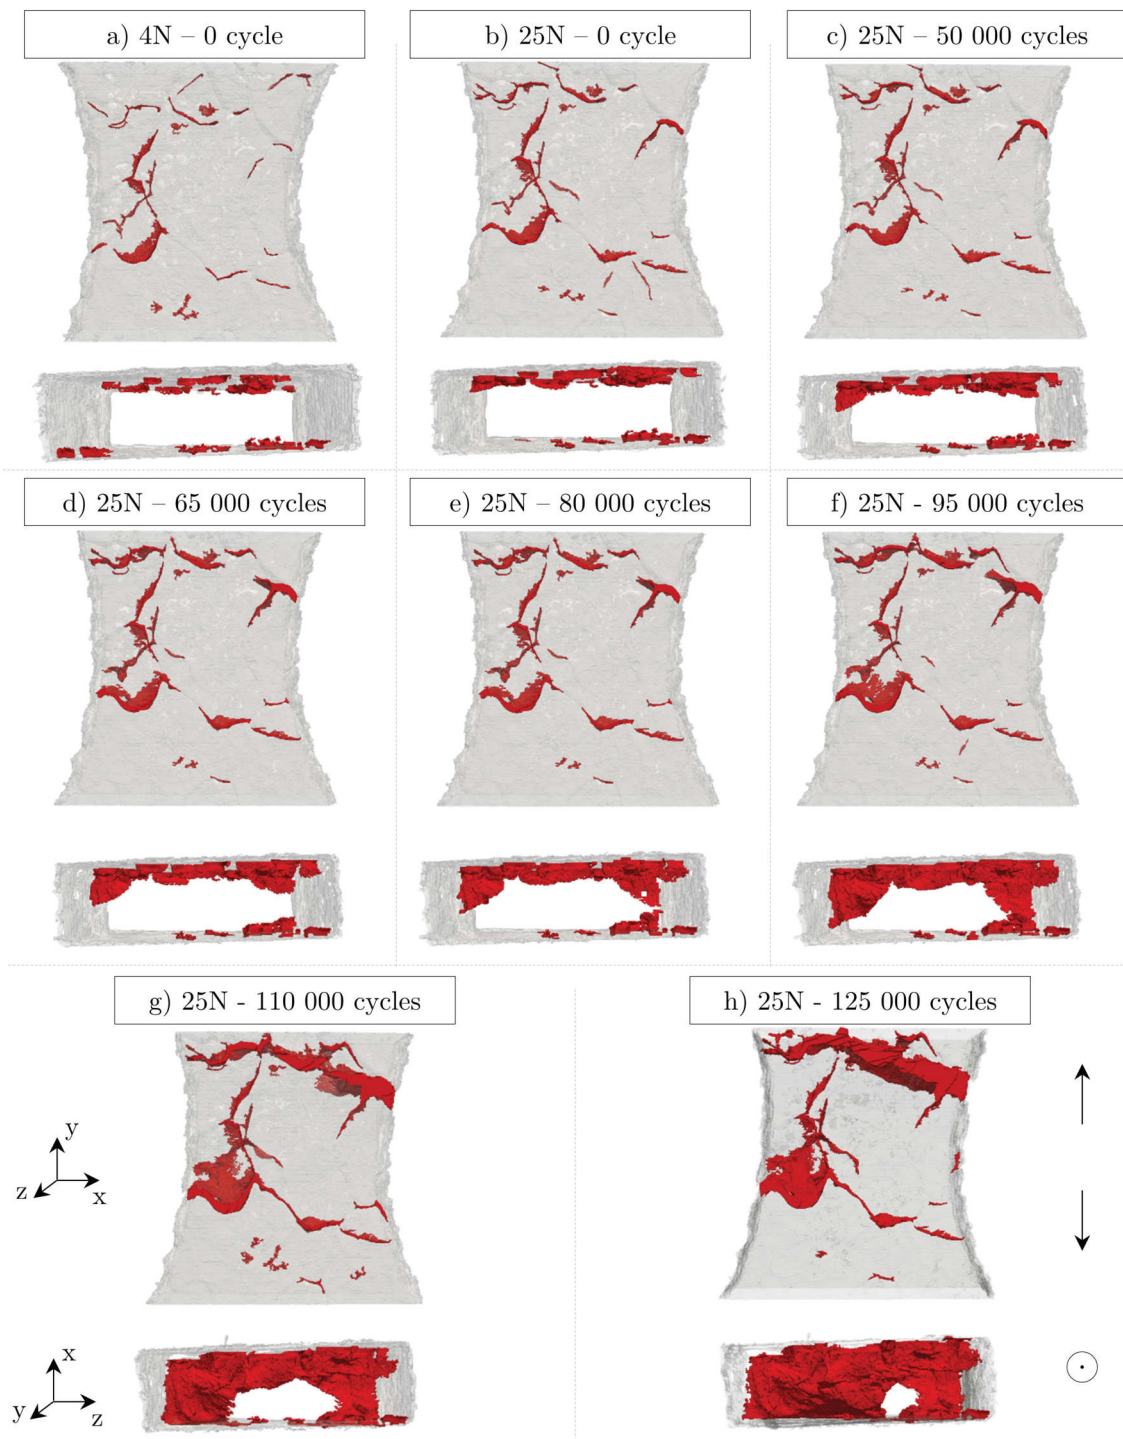 a) 4N – 0 cycle
b) 25N – 0 cycle
c) 25N – 50 000 cycles
d) 25N – 65 000 cycles
e) 25N – 80 000 cycles
f) 25N - 95 000 cycles
g) 25N - 110 000 cycles
h) 25N - 125 000 cycles
y
z
x
x
y
z